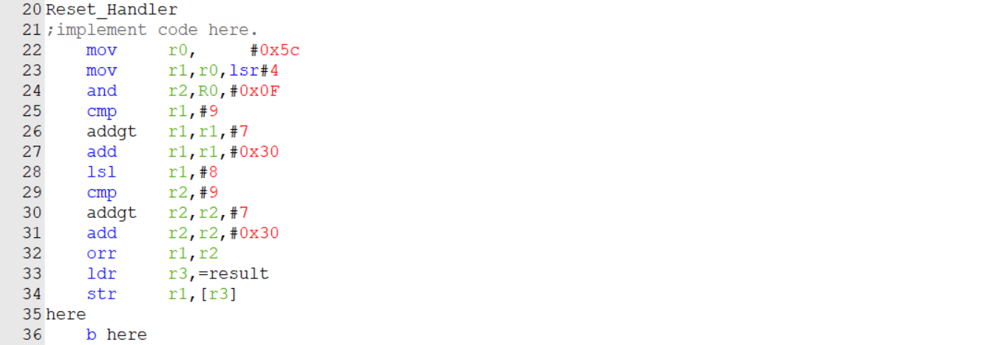 20 Reset_Handler
21 ;implement code here.
22 mov r0, #0x5c
23 mov r1,r0,lsr#4
24 and r2,R0,#0x0F
25 cmp r1,#9
26 addgt r1,r1,#7
27 add r1,r1,#0x30
28 lsl r1,#8
29 cmp r2,#9
30 addgt r2,r2,#7
31 add r2,r2,#0x30
32 orr r1,r2
33 ldr r3,=result
34 str r1,[r3]
35 here
36 b here